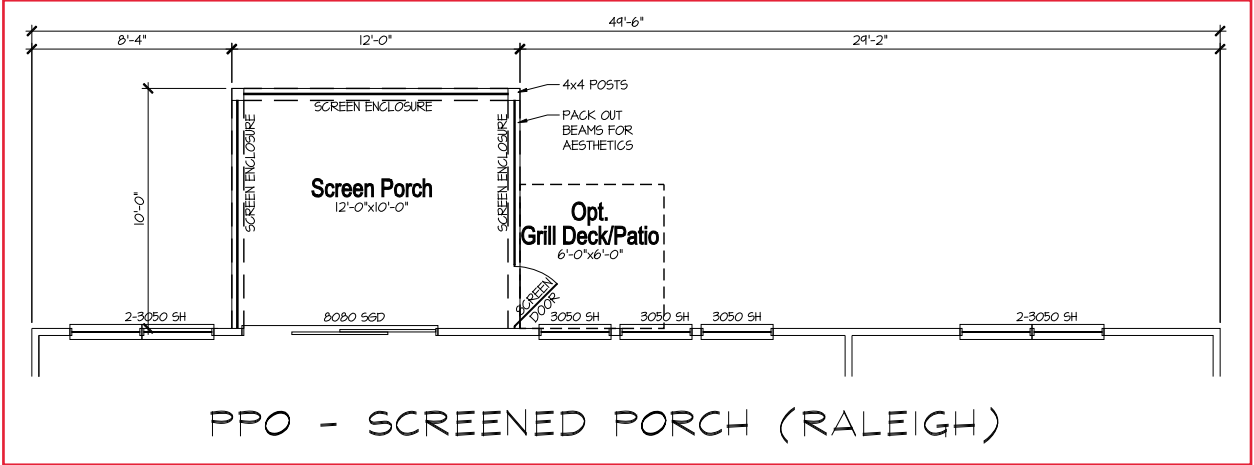 49'-6"
8'-4"
12'-0"
29'-2"
4x4 POSTS
SCREEN ENCLOSURE
PACK OUT
BEAMS FOR
AESTHETICS
SCREEN ENCLOSURE
SCREEN ENCLOSURE
10'-0"
Screen Porch
12'-0"x10'-0"
Opt.
Grill Deck/Patio
6'-0"x6'-0"
SCREEN
DOOR
2-3050 SH
8080 SGD
3050 SH
3050 SH
3050 SH
2-3050 SH
PPO - SCREENED PORCH (RALEIGH)